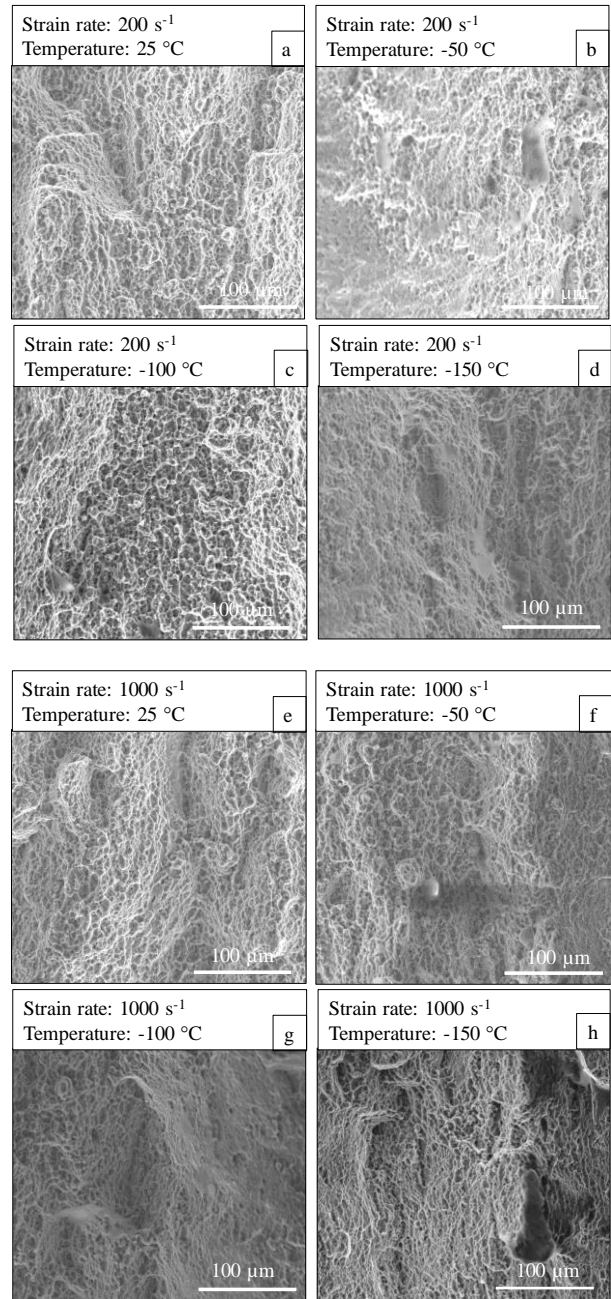 Strain rate: 200 s⁻¹
Temperature: 25 °C
a
100 µm
Strain rate: 200 s⁻¹
Temperature: -50 °C
b
100 µm
Strain rate: 200 s⁻¹
Temperature: -100 °C
c
100 µm
Strain rate: 200 s⁻¹
Temperature: -150 °C
d
100 µm
Strain rate: 1000 s⁻¹
Temperature: 25 °C
e
100 µm
Strain rate: 1000 s⁻¹
Temperature: -50 °C
f
100 µm
Strain rate: 1000 s⁻¹
Temperature: -100 °C
g
100 µm
Strain rate: 1000 s⁻¹
Temperature: -150 °C
h
100 µm